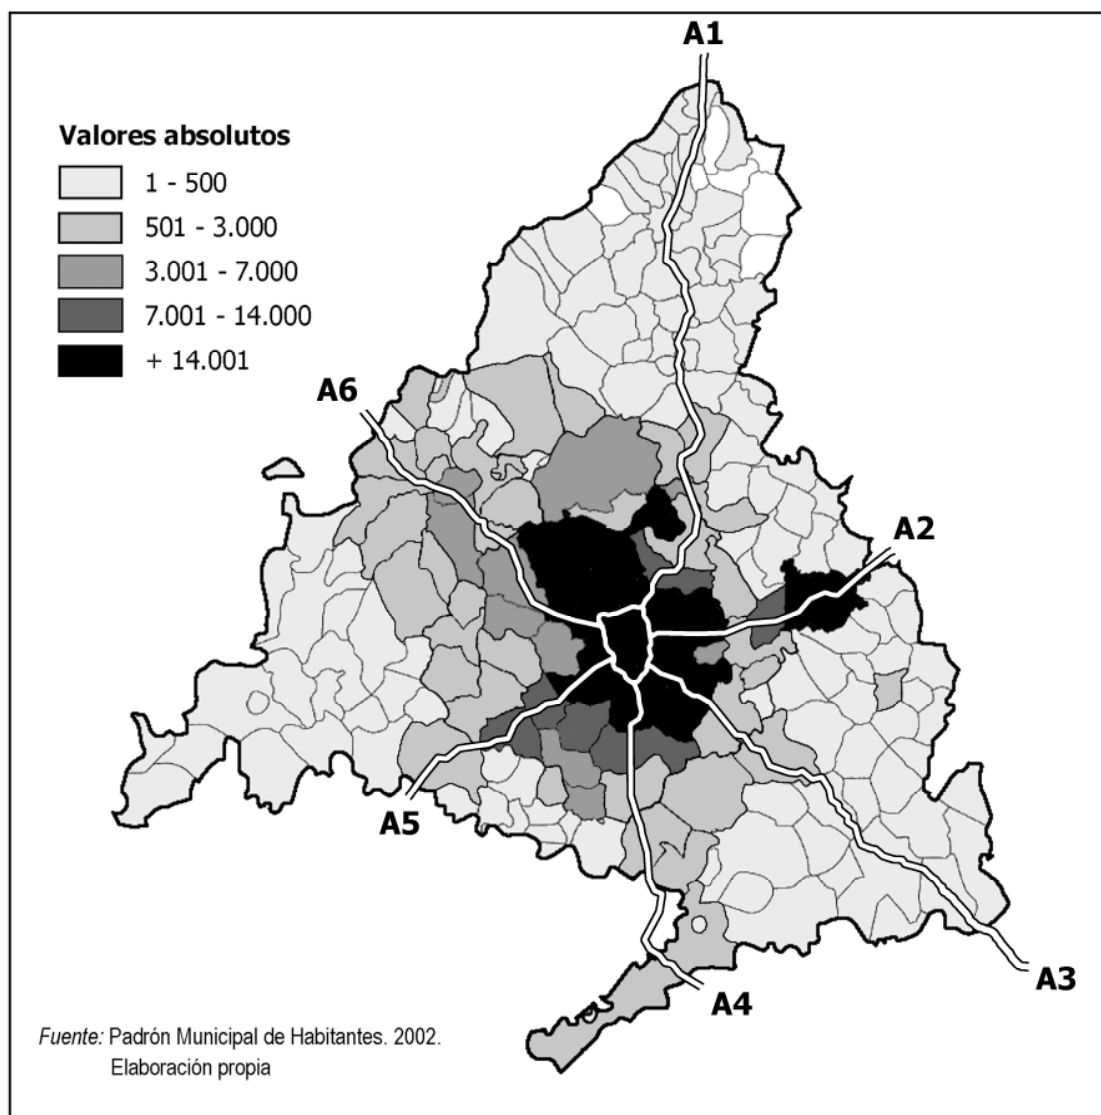 A1
Valores absolutos
1 - 500
501 - 3.000
3.001 - 7.000
7.001 - 14.000
+ 14.001
A6
A2
A5
A3
A4
Fuente: Padrón Municipal de Habitantes. 2002.
Elaboración propia